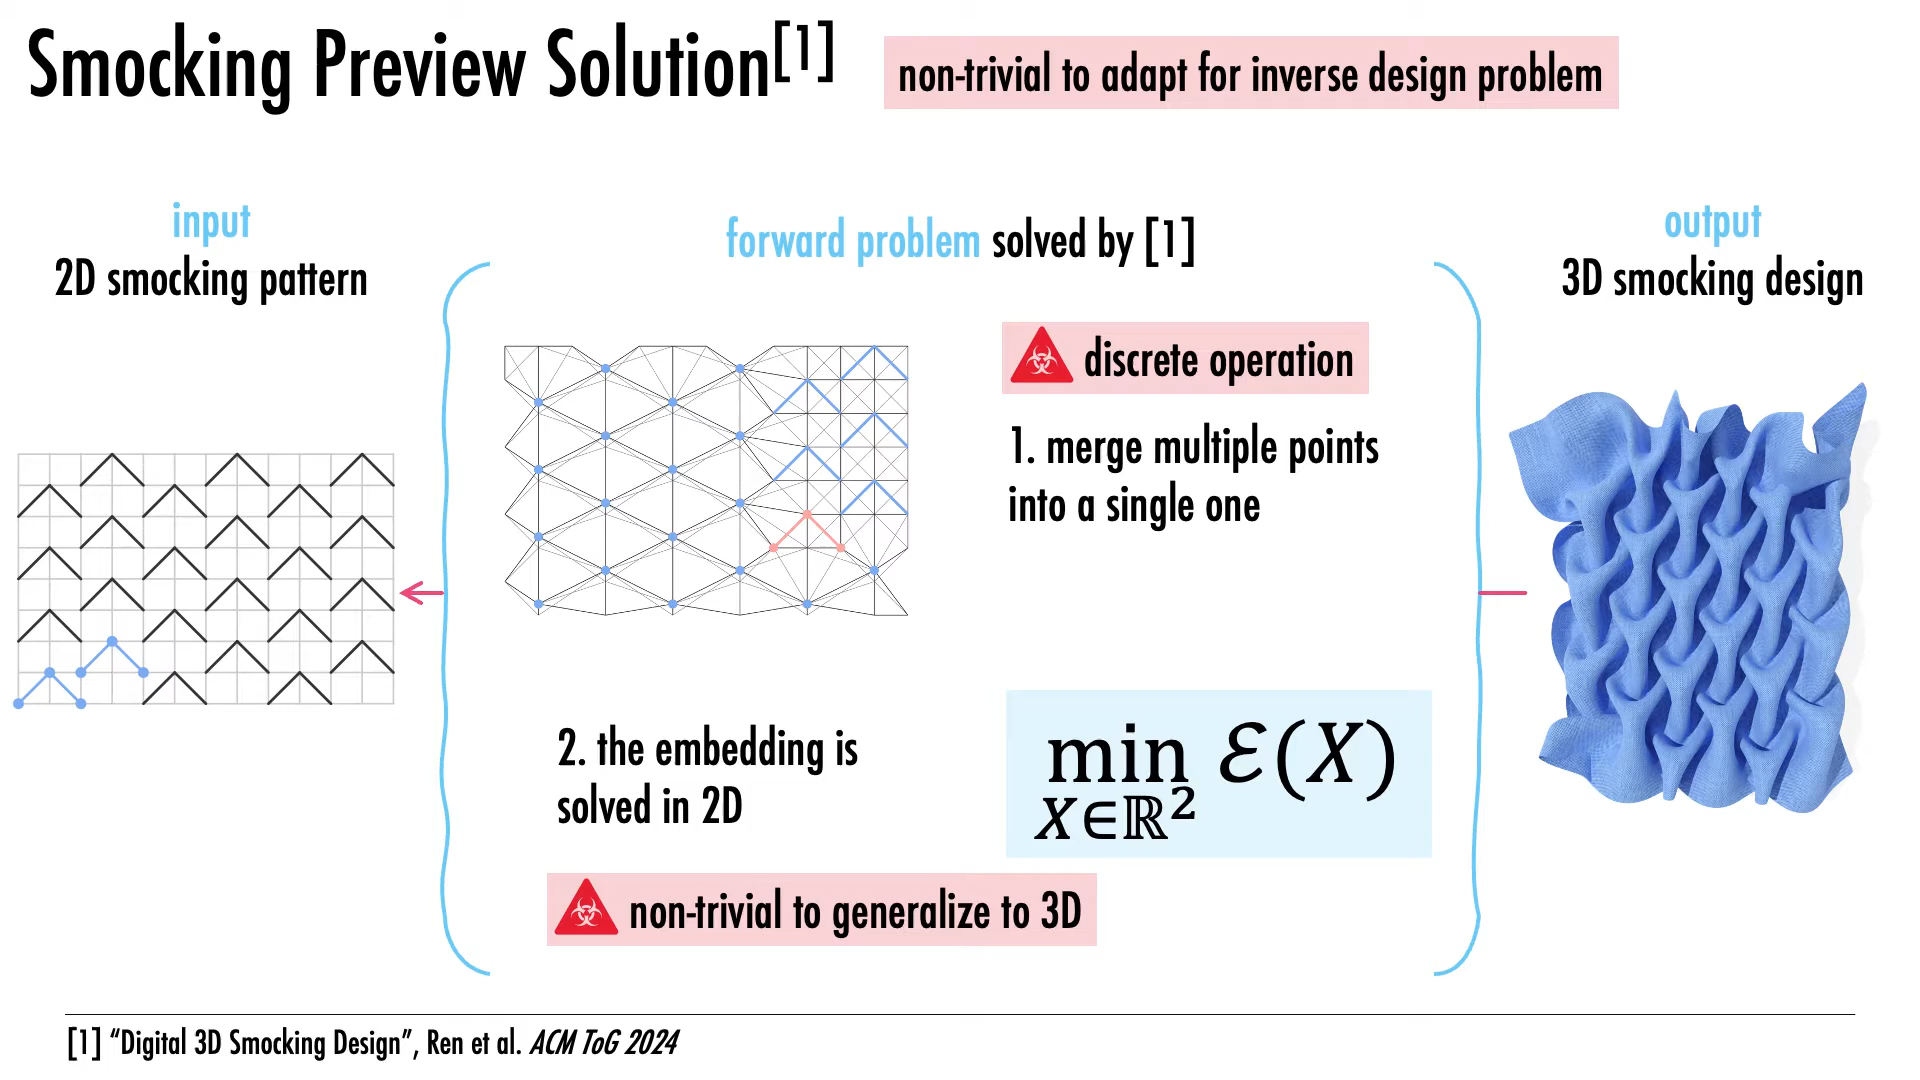 Smocking Preview Solution[1]
non-trivial to adapt for inverse design problem
input
2D smocking pattern
forward problem solved by [1]
output
3D smocking design
discrete operation
1. merge multiple points
into a single one
2. the embedding is
solved in 2D
min ℰ(X)
X∈ℝ²
non-trivial to generalize to 3D
[1] “Digital 3D Smocking Design”, Ren et al. ACM ToG 2024